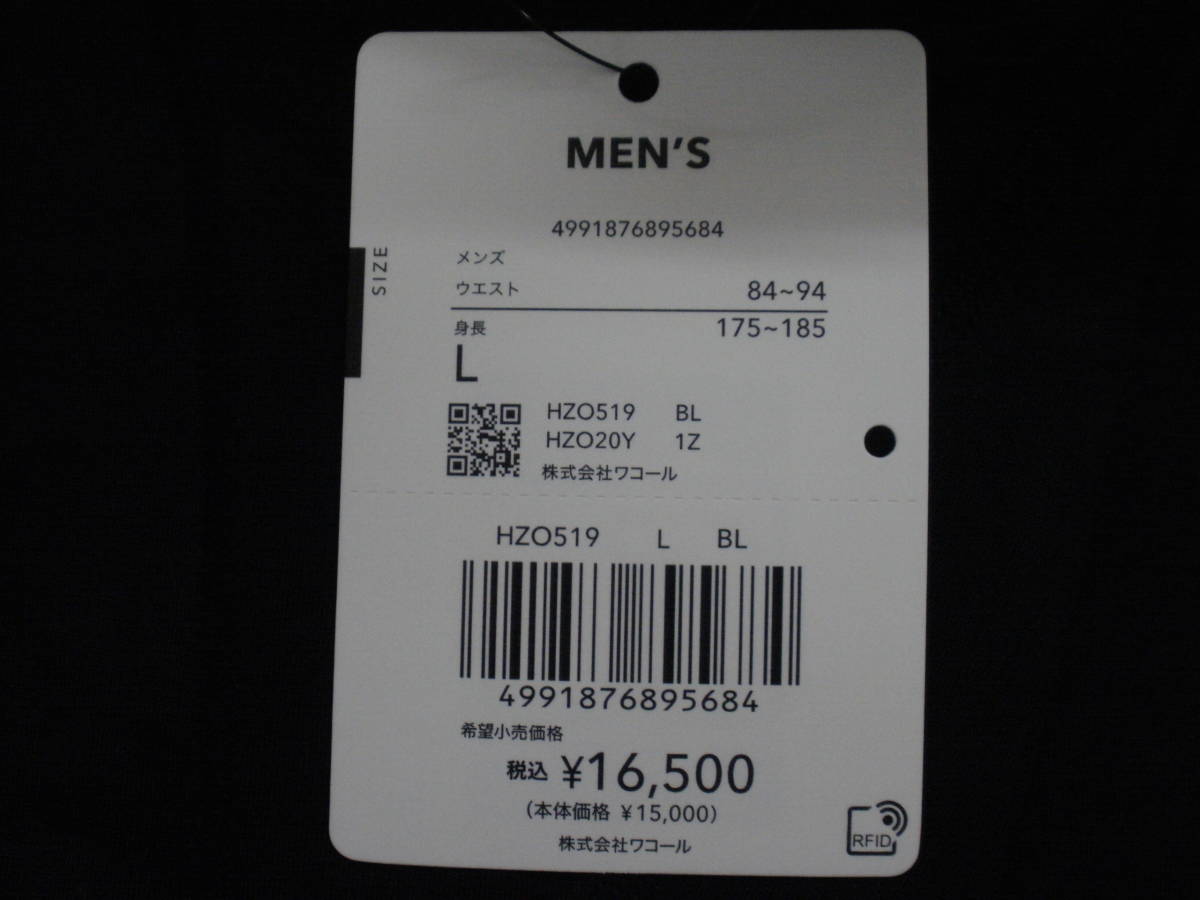 MEN'S
4991876895684
SIZE
メンズ
ウエスト 84~94
身長 175~185
L
HZO519 BL
HZO20Y 1Z
株式会社ワコール
HZO519 L BL
4991876895684
希望小売価格
税込 ¥16,500
(本体価格 ¥15,000)
株式会社ワコール
RFID